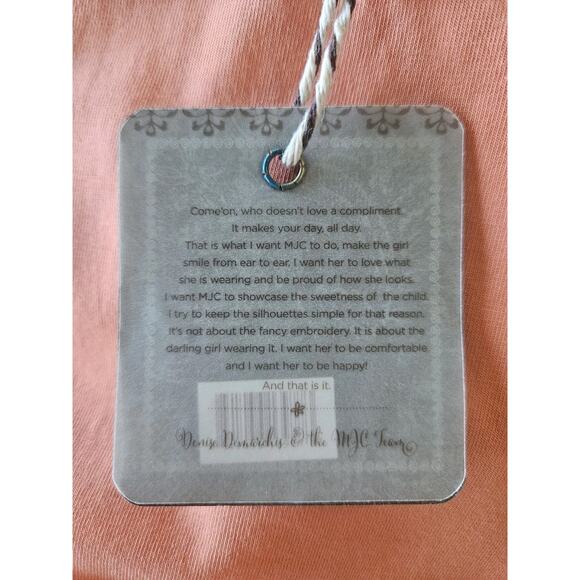 Come'on, who doesn't love a compliment.
It makes your day, all day.
That is what I want MJC to do, make the girl
smile from ear to ear. I want her to love what
she is wearing and be proud of how she looks.
I want MJC to showcase the sweetness of the child.
I try to keep the silhouettes simple for that reason.
It's not about the fancy embroidery. It is about the
darling girl wearing it. I want her to be comfortable
and I want her to be happy!
And that is it.
Denise Demarchis & the MJC Team